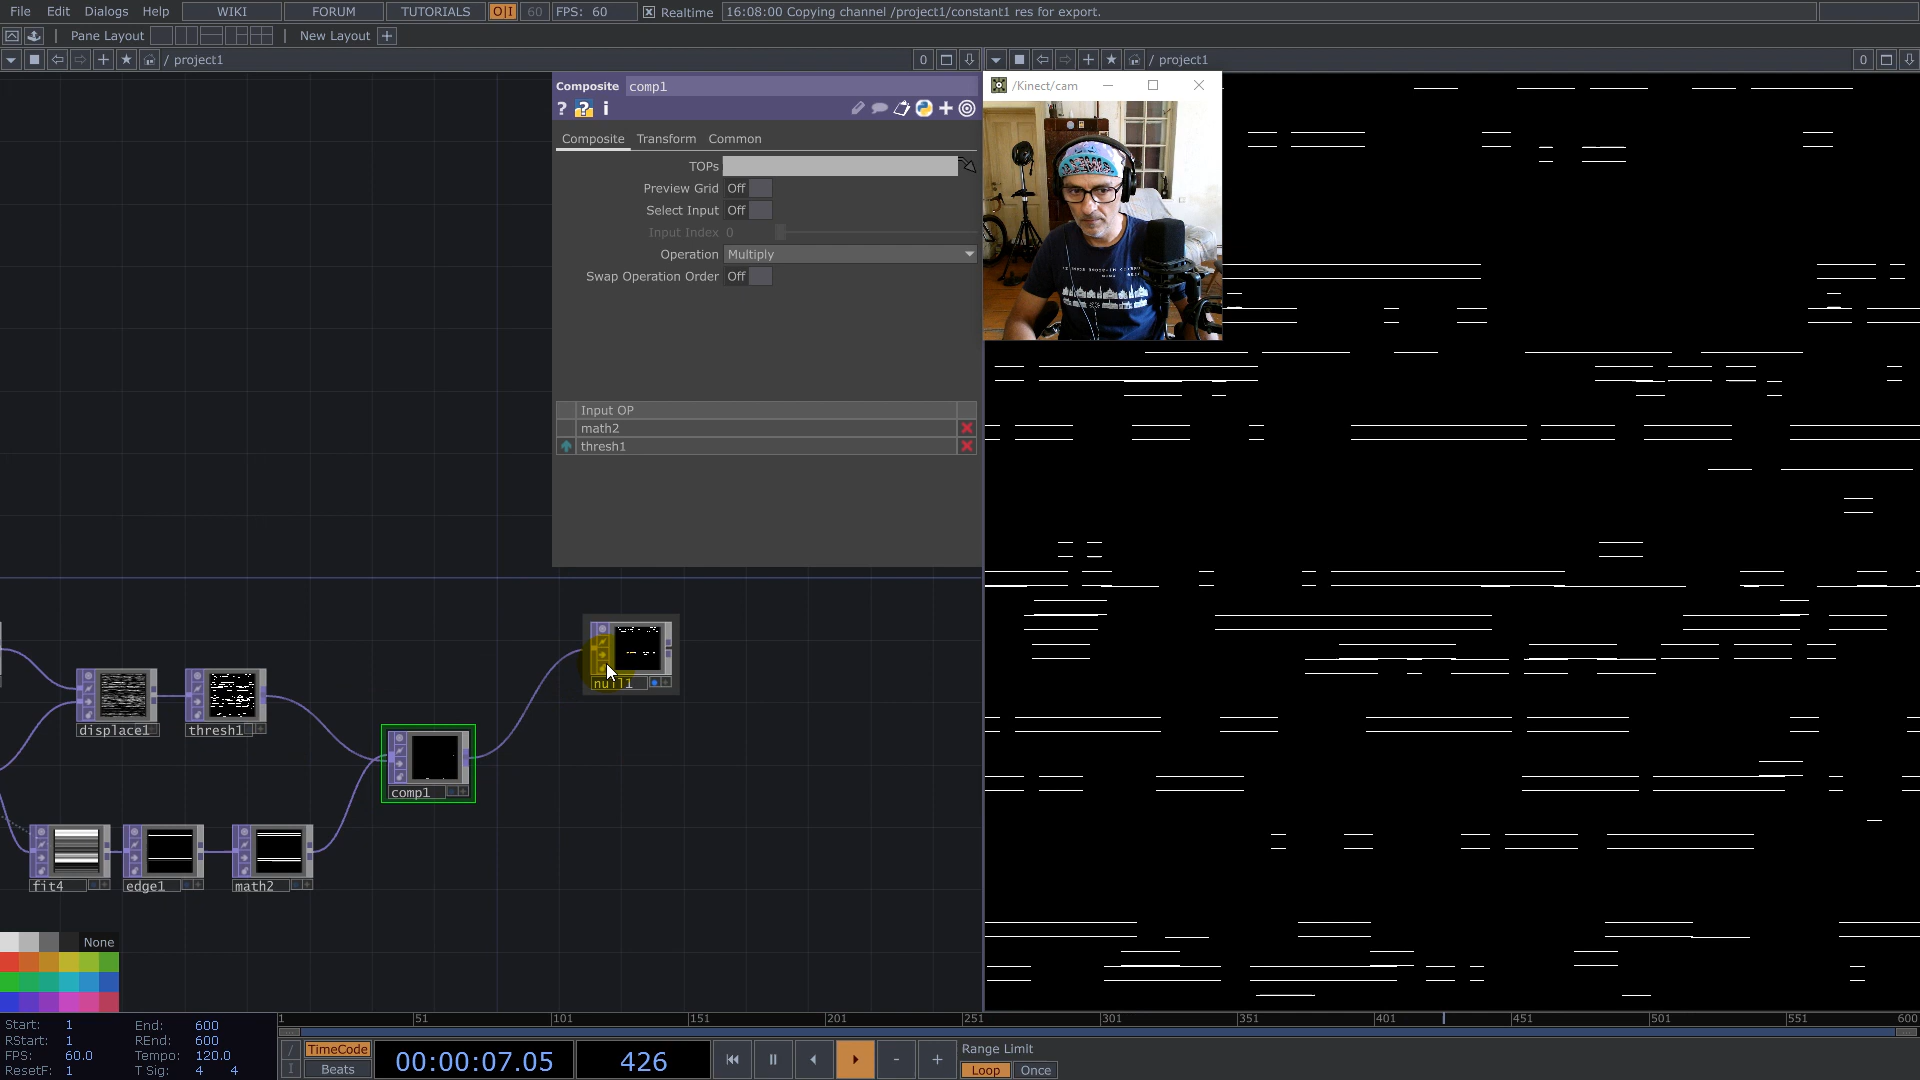 File Edit Dialogs Help WIKI FORUM TUTORIALS O|I 60 FPS: 60 Realtime 16:08:00 Copying channel /project1/constant1 res for export.
Pane Layout New Layout
/ project1 0 / project1 0
Composite comp1
/Kinect/cam
Composite Transform Common
TOPs
Preview Grid Off
Select Input Off
Input Index 0
Operation Multiply
Swap Operation Order Off
Input OP
math2
thresh1
null1
displace1 thresh1
comp1
fit4 edge1 math2
None
1 51 101 151 201 251 301 351 401 451 501 551 600
Start: 1 End: 600
RStart: 1 REnd: 600
FPS: 60.0 Tempo: 120.0
ResetF: 1 T Sig: 4 4
TimeCode
Beats
00:00:07.05 426
Range Limit
Loop Once